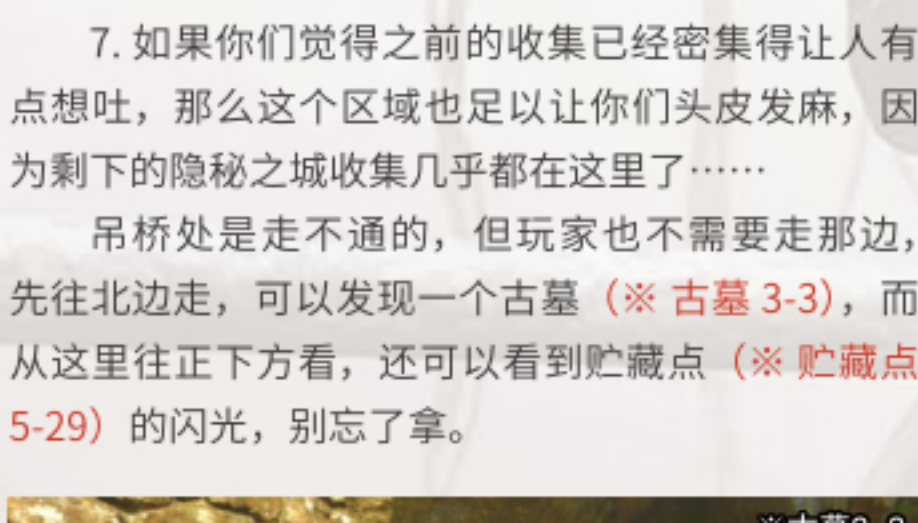 7. 如果你们觉得之前的收集已经密集得让人有
点想吐，那么这个区域也足以让你们头皮发麻，因
为剩下的隐秘之城收集几乎都在这里了……
吊桥处是走不通的，但玩家也不需要走那边，
先往北边走，可以发现一个古墓（※ 古墓 3-3），而
从这里往正下方看，还可以看到贮藏点（※ 贮藏点
5-29）的闪光，别忘了拿。